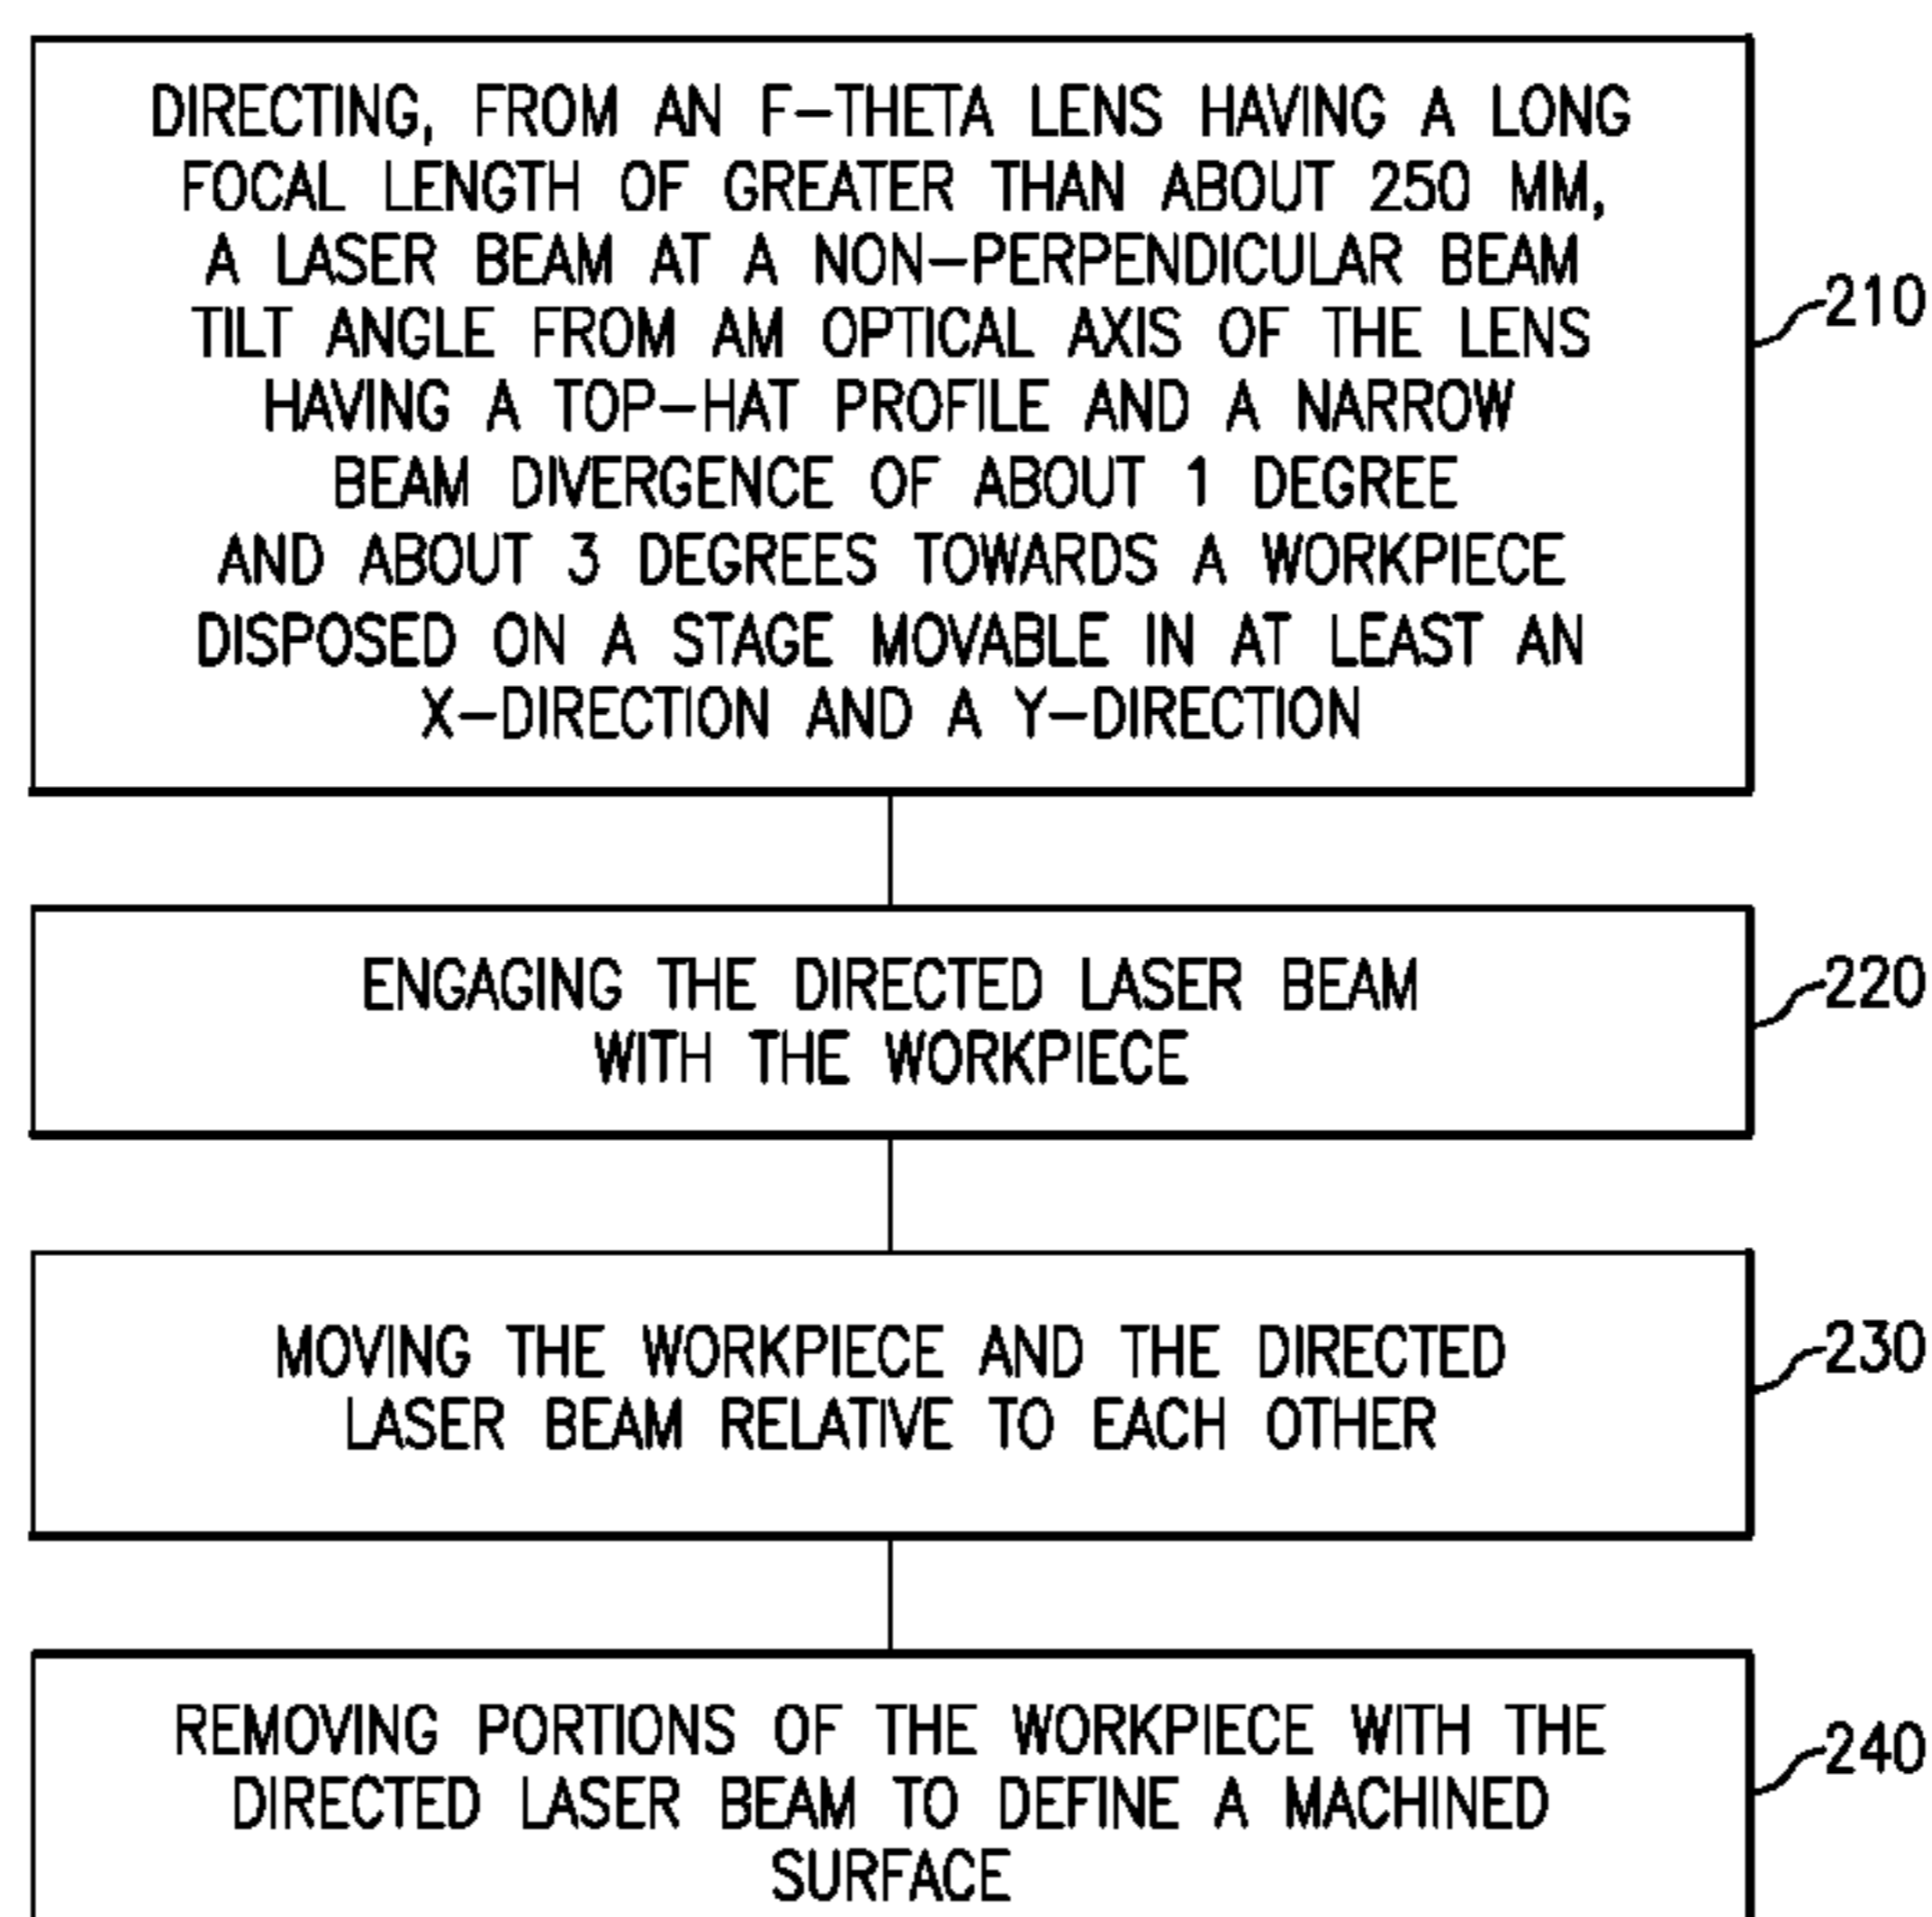 DIRECTING, FROM AN F-THETA LENS HAVING A LONG
FOCAL LENGTH OF GREATER THAN ABOUT 250 MM,
A LASER BEAM AT A NON-PERPENDICULAR BEAM
TILT ANGLE FROM AM OPTICAL AXIS OF THE LENS
HAVING A TOP-HAT PROFILE AND A NARROW
BEAM DIVERGENCE OF ABOUT 1 DEGREE
AND ABOUT 3 DEGREES TOWARDS A WORKPIECE
DISPOSED ON A STAGE MOVABLE IN AT LEAST AN
X-DIRECTION AND A Y-DIRECTION
210
ENGAGING THE DIRECTED LASER BEAM
WITH THE WORKPIECE
220
MOVING THE WORKPIECE AND THE DIRECTED
LASER BEAM RELATIVE TO EACH OTHER
230
REMOVING PORTIONS OF THE WORKPIECE WITH THE
DIRECTED LASER BEAM TO DEFINE A MACHINED
SURFACE
240